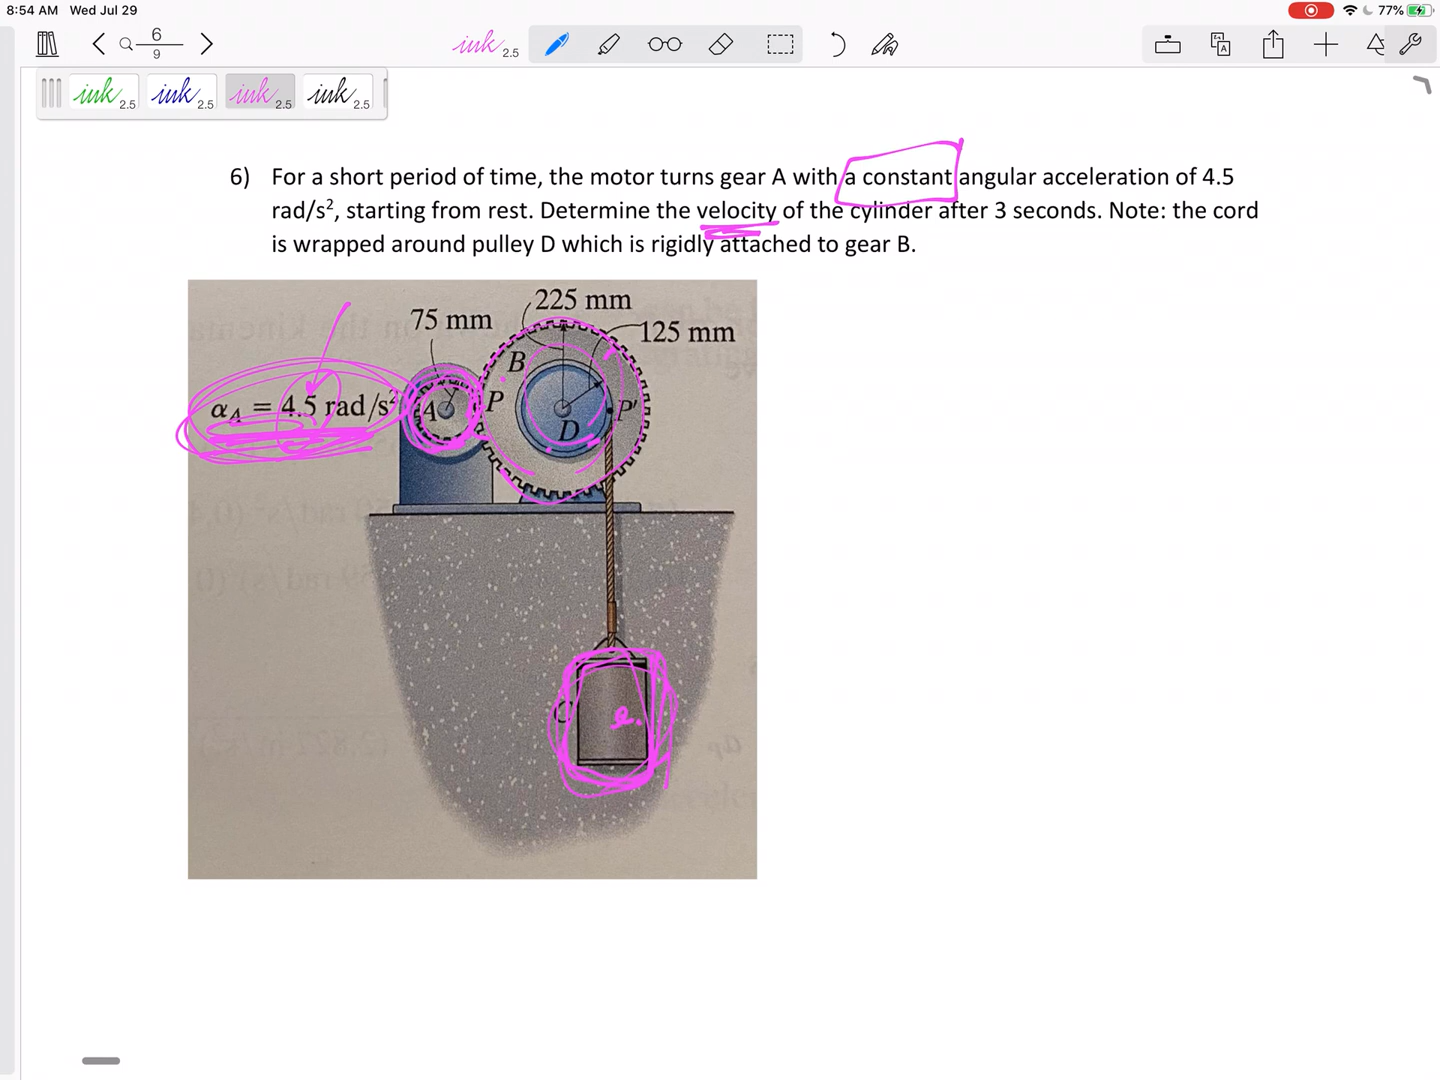 8:54 AM Wed Jul 29
77%
6
9
ink 2.5
ink 2.5
ink 2.5
ink 2.5
ink 2.5
6) For a short period of time, the motor turns gear A with a constant angular acceleration of 4.5
rad/s², starting from rest. Determine the velocity of the cylinder after 3 seconds. Note: the cord
is wrapped around pulley D which is rigidly attached to gear B.
225 mm
75 mm
125 mm
B
α_A = 4.5 rad/s²
A
P
P'
D
C